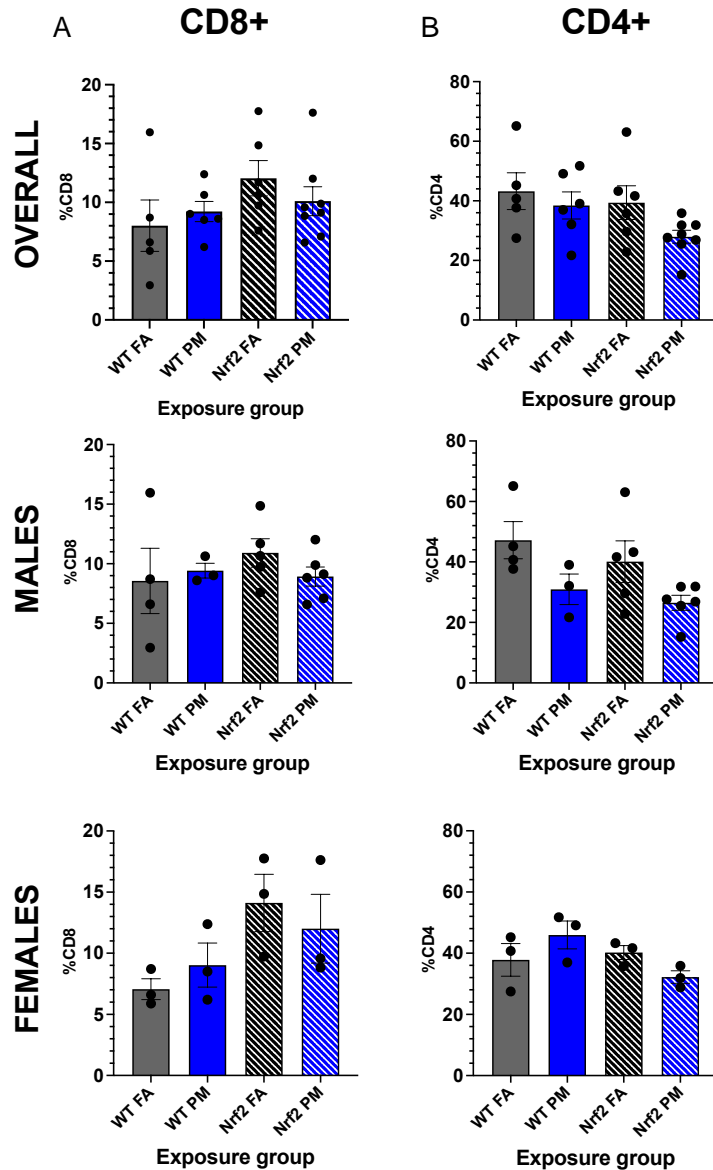 A CD8+
B CD4+
OVERALL
%CD8
20
15
10
5
0
WT FA
WT PM
Nrf2 FA
Nrf2 PM
Exposure group
%CD4
80
60
40
20
0
WT FA
WT PM
Nrf2 FA
Nrf2 PM
Exposure group
MALES
%CD8
20
15
10
5
0
WT FA
WT PM
Nrf2 FA
Nrf2 PM
Exposure group
%CD4
80
60
40
20
0
WT FA
WT PM
Nrf2 FA
Nrf2 PM
Exposure group
FEMALES
%CD8
20
15
10
5
0
WT FA
WT PM
Nrf2 FA
Nrf2 PM
Exposure group
%CD4
80
60
40
20
0
WT FA
WT PM
Nrf2 FA
Nrf2 PM
Exposure group